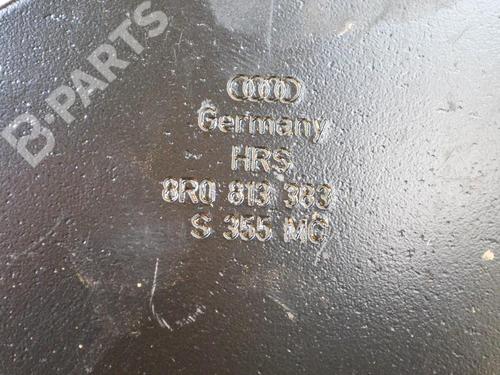 B-PARTS
Germany
HRS
8R0 813 383
S 355 MC